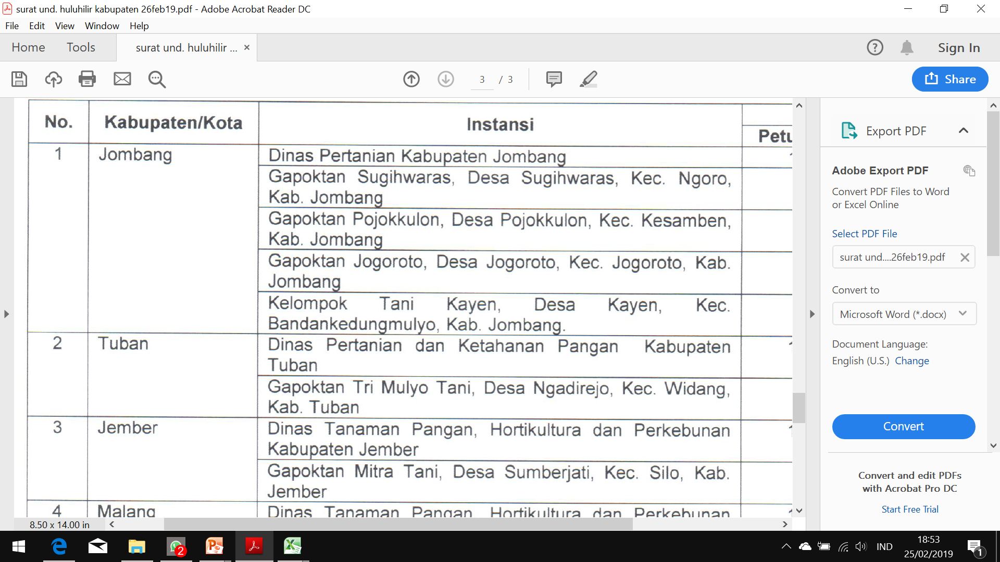 surat und. huluhilir kabupaten 26feb19.pdf - Adobe Acrobat Reader DC
File Edit View Window Help
Home Tools surat und. huluhilir ... × Sign In
3 / 3 Share
No. Kabupaten/Kota Instansi
Petu
1 Jombang Dinas Pertanian Kabupaten Jombang
Gapoktan Sugihwaras, Desa Sugihwaras, Kec. Ngoro,
Kab. Jombang
Gapoktan Pojokkulon, Desa Pojokkulon, Kec. Kesamben,
Kab. Jombang
Gapoktan Jogoroto, Desa Jogoroto, Kec. Jogoroto, Kab.
Jombang
Kelompok Tani Kayen, Desa Kayen, Kec.
Bandankedungmulyo, Kab. Jombang.
2 Tuban Dinas Pertanian dan Ketahanan Pangan Kabupaten
Tuban
Gapoktan Tri Mulyo Tani, Desa Ngadirejo, Kec. Widang,
Kab. Tuban
3 Jember Dinas Tanaman Pangan, Hortikultura dan Perkebunan
Kabupaten Jember
Gapoktan Mitra Tani, Desa Sumberjati, Kec. Silo, Kab.
Jember
4 Malang Dinas Tanaman Pangan, Hortikultura dan Perkebunan
8.50 x 14.00 in
Export PDF
Adobe Export PDF
Convert PDF Files to Word
or Excel Online
Select PDF File
surat und....26feb19.pdf
Convert to
Microsoft Word (*.docx)
Document Language:
English (U.S.) Change
Convert
Convert and edit PDFs
with Acrobat Pro DC
Start Free Trial
2
IND
18:53
25/02/2019
1